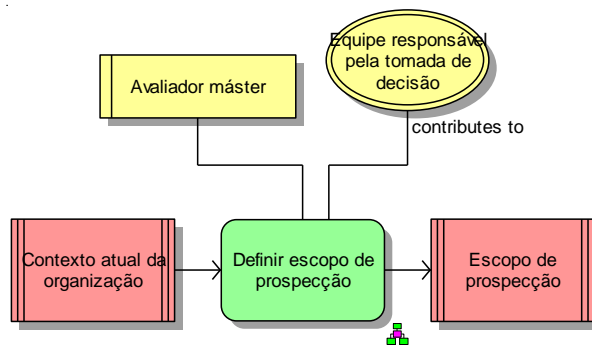 Avaliador máster
Equipe responsável
pela tomada de
decisão
contributes to
Contexto atual da
organização
Definir escopo de
prospecção
Escopo de
prospecção